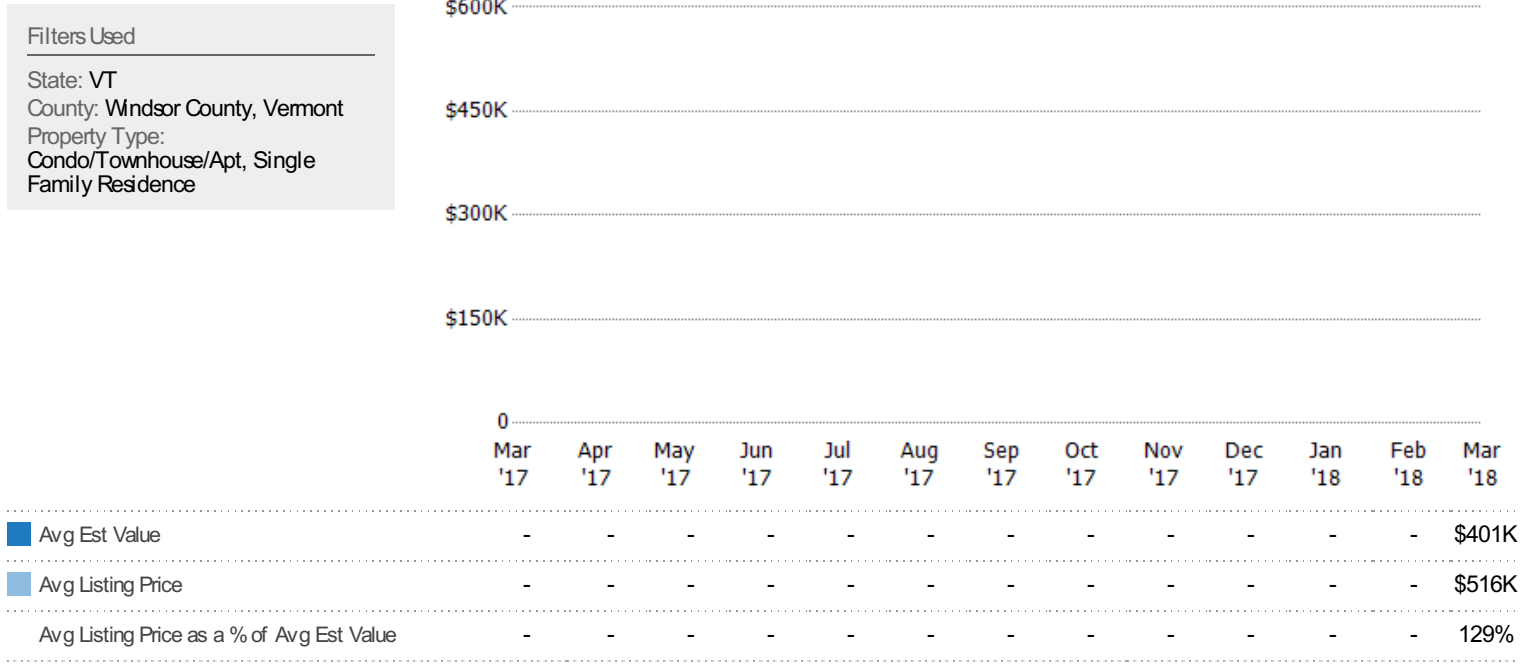 Filters Used
State: VT
County: Windsor County, Vermont
Property Type:
Condo/Townhouse/Apt, Single
Family Residence
$600K
$450K
$300K
$150K
0
Mar Apr May Jun Jul Aug Sep Oct Nov Dec Jan Feb Mar
'17 '17 '17 '17 '17 '17 '17 '17 '17 '17 '18 '18 '18
Avg Est Value - - - - - - - - - - - - $401K
Avg Listing Price - - - - - - - - - - - - $516K
Avg Listing Price as a % of Avg Est Value - - - - - - - - - - - - 129%